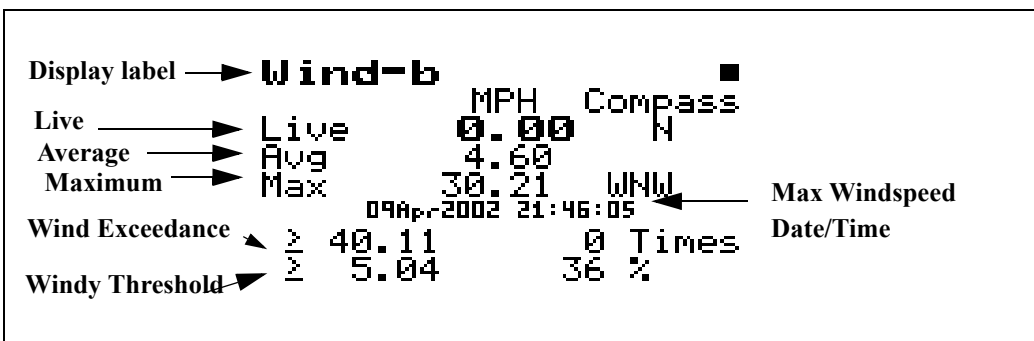 Display label Wind-b
MPH Compass
Live Live 0.00 N
Average Avg 4.60
Maximum Max 30.21 WNW
09Apr2002 21:46:05
Max Windspeed
Date/Time
Wind Exceedance ≥ 40.11 0 Times
Windy Threshold ≥ 5.04 36 %